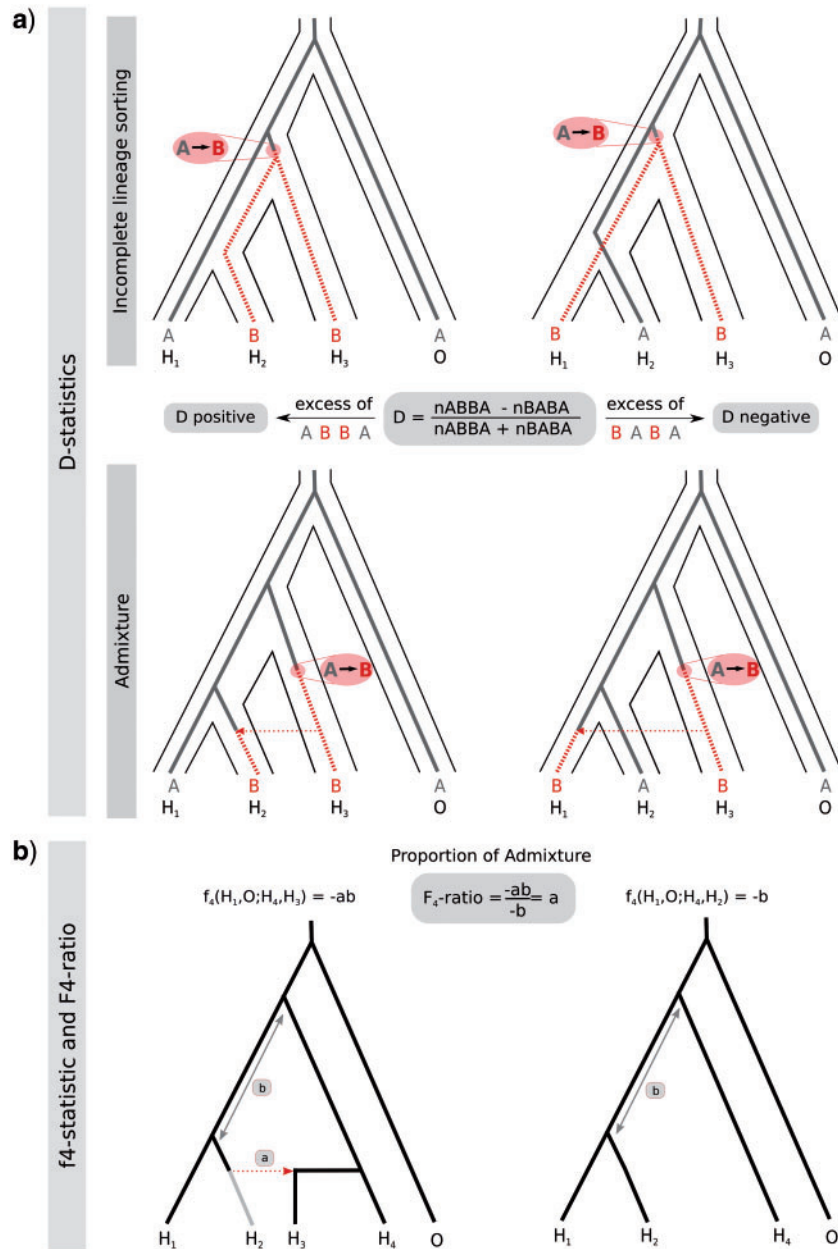 a)
D-statistics
Incomplete lineage sorting
A→B
A→B
A B B A
H₁ H₂ H₃ O
B A B A
H₁ H₂ H₃ O
D positive
excess of
A B B A
D = nABBA - nBABA
nABBA + nBABA
excess of
B A B A
D negative
Admixture
A→B
A→B
A B B A
H₁ H₂ H₃ O
B A B A
H₁ H₂ H₃ O
b)
f4-statistic and F4-ratio
Proportion of Admixture
f₄(H₁,O;H₄,H₃) = -ab
F₄-ratio = -ab = a
-b
f₄(H₁,O;H₄,H₂) = -b
b
a
H₁ H₂ H₃ H₄ O
b
H₁ H₂ H₄ O